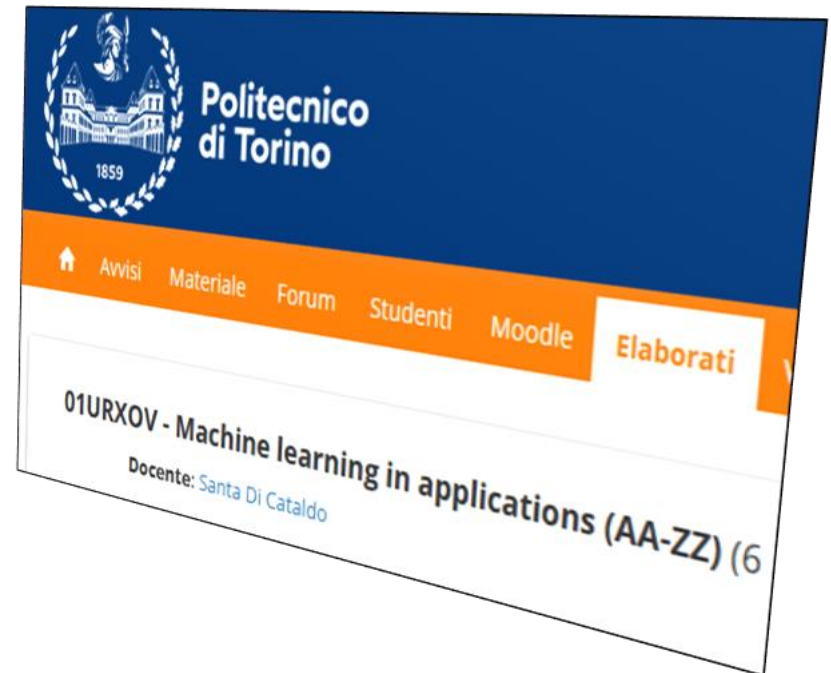 Politecnico
di Torino
1859
Avvisi Materiale Forum Studenti Moodle Elaborati
01URXOV - Machine learning in applications (AA-ZZ) (6
Docente: Santa Di Cataldo